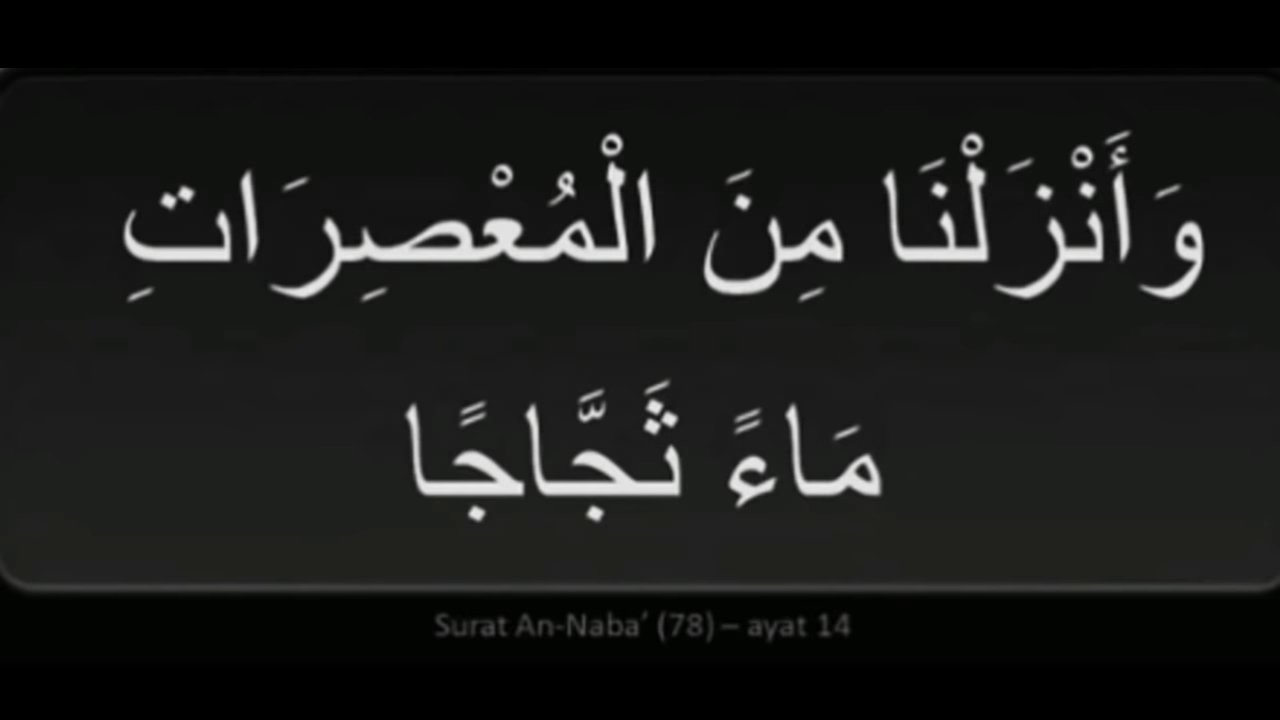 وَأَنْزَلْنَا مِنَ الْمُعْصِرَاتِ
مَاءً ثَجَّاجًا
Surat An-Naba’ (78) – ayat 14